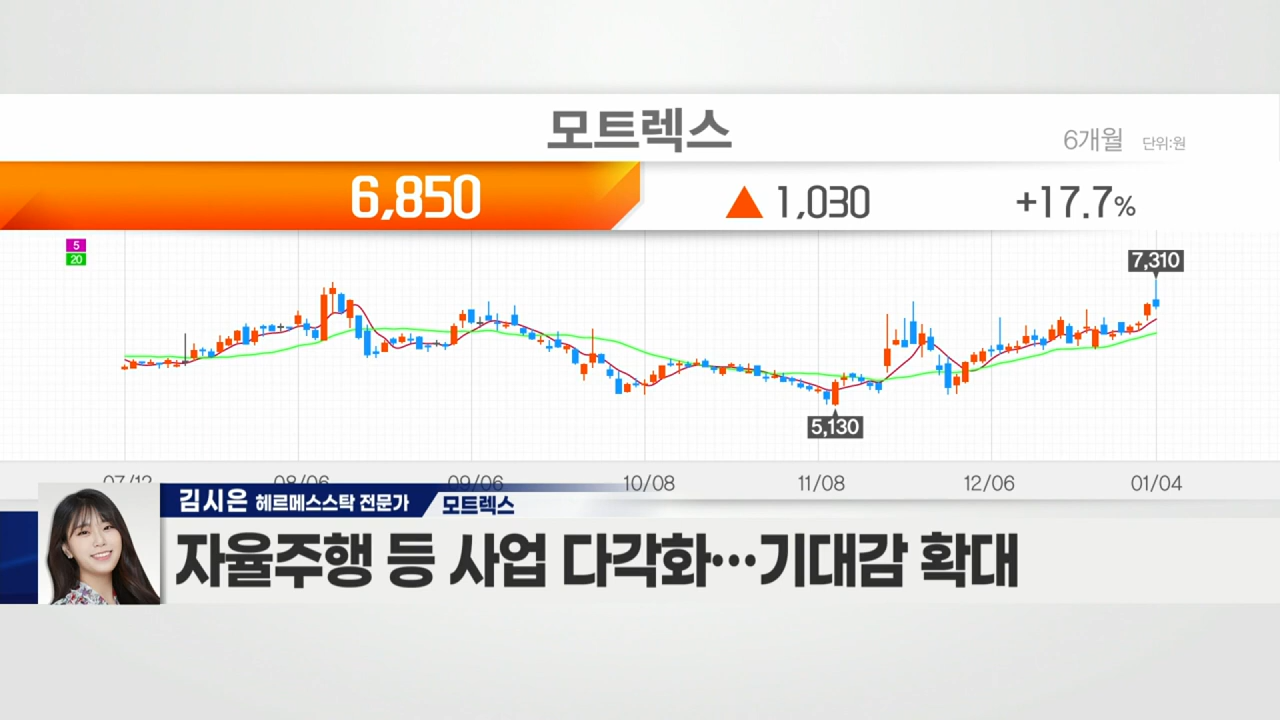 모트렉스
6개월 단위:원
6,850 ▲ 1,030 +17.7%
5
20
7,310
5,130
07/12 08/06 09/06 10/08 11/08 12/06 01/04
김시은 헤르메스스탁 전문가 모트렉스
자율주행 등 사업 다각화…기대감 확대